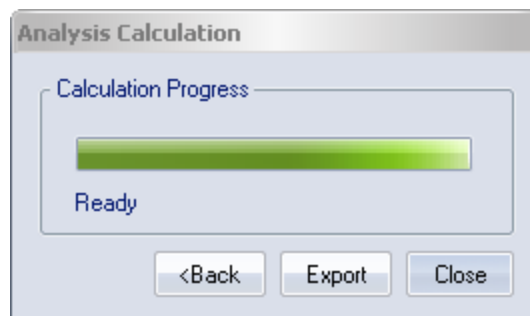 Analysis Calculation
Calculation Progress
Ready
<Back Export Close